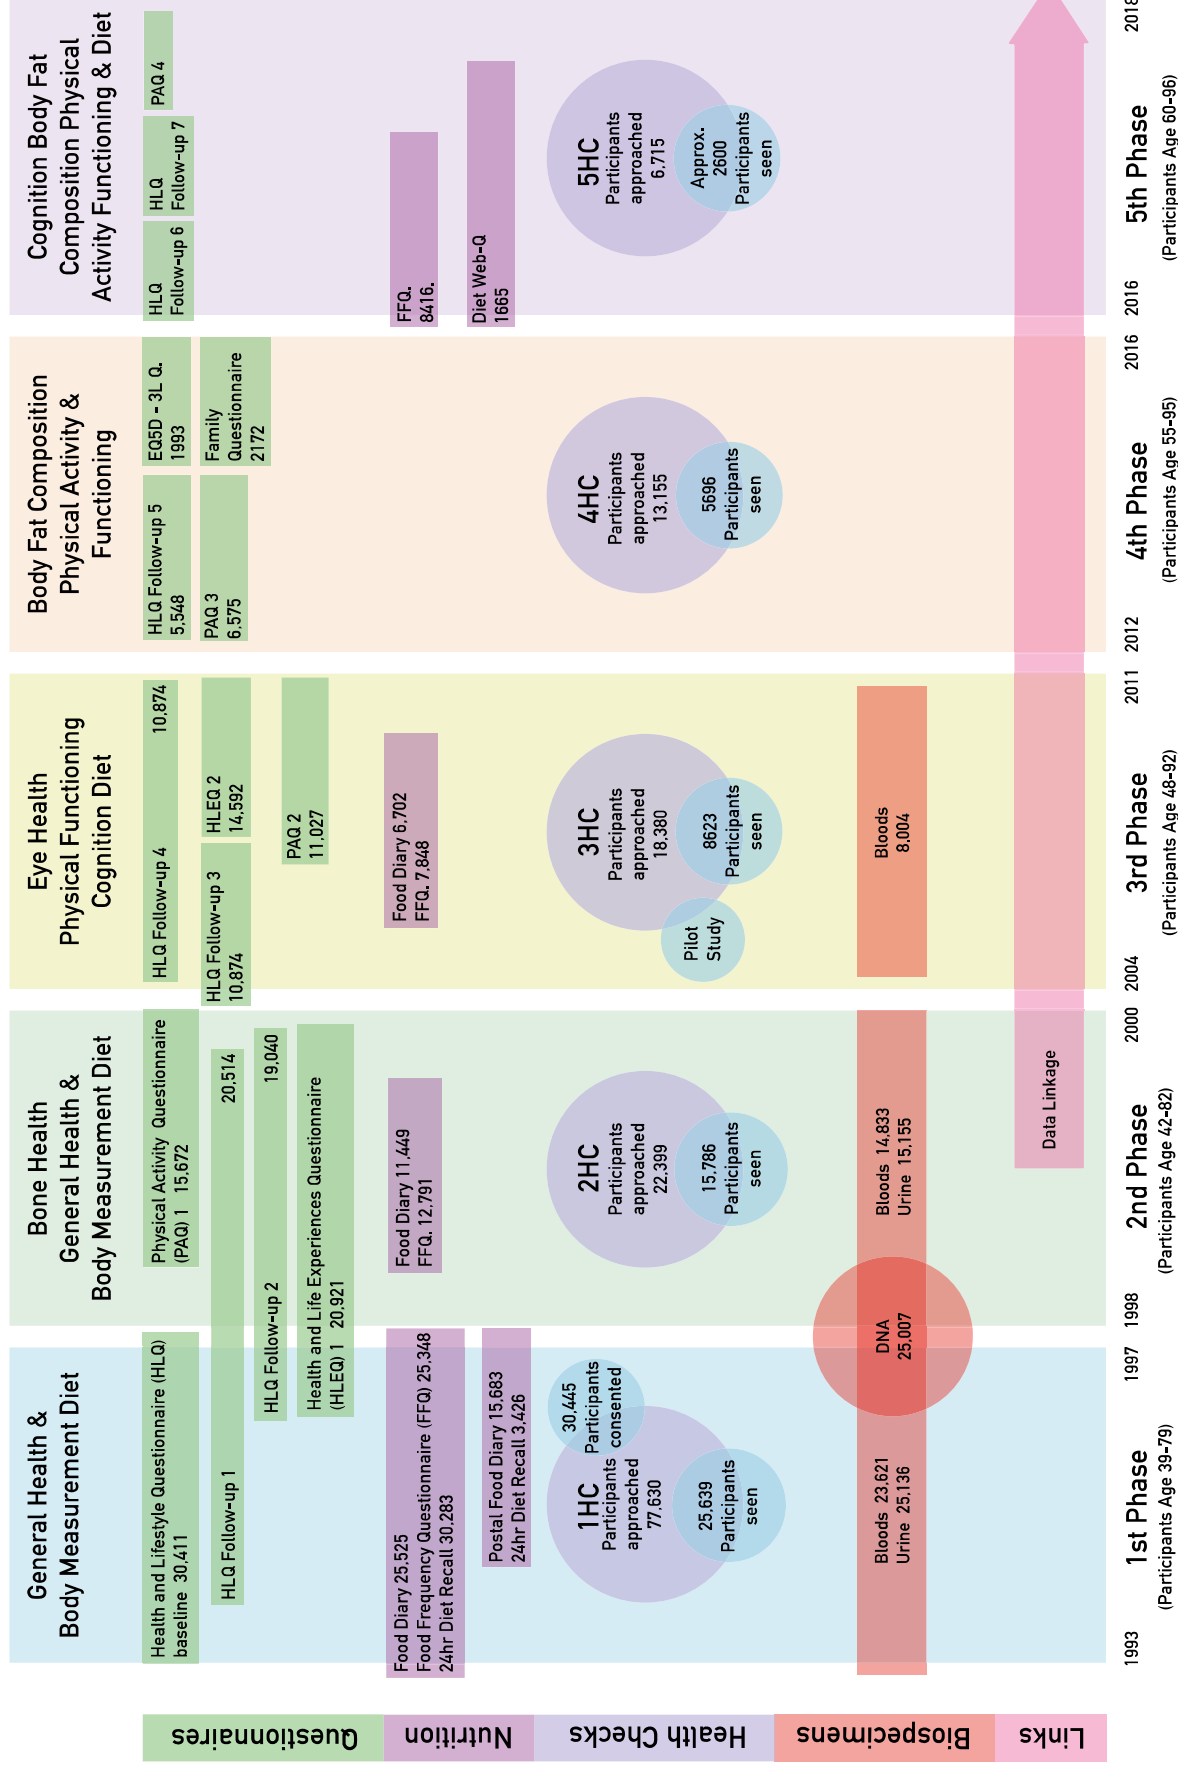 General Health &
Body Measurement Diet
Bone Health
General Health &
Body Measurement Diet
Eye Health
Physical Functioning
Cognition Diet
Body Fat Composition
Physical Activity &
Functioning
Cognition Body Fat
Composition Physical
Activity Functioning & Diet
Questionnaires
Health and Lifestyle Questionnaire (HLQ)
baseline 30,411
HLQ Follow-up 1 20,514
HLQ Follow-up 2 19,040
Health and Life Experiences Questionnaire
(HLEQ) 1 20,921
Physical Activity Questionnaire
(PAQ) 1 15,672
HLQ Follow-up 4 10,874
HLQ Follow-up 3
10,874
HLEQ 2
14,592
PAQ 2
11,027
HLQ Follow-up 5
5,548
EQ5D - 3L Q.
1993
PAQ 3
6,575
Family
Questionnaire
2172
HLQ
Follow-up 6
HLQ
Follow-up 7
PAQ 4
Nutrition
Food Diary 25,525
Food Frequency Questionnaire (FFQ) 25,348
24hr Diet Recall 30,283
Postal Food Diary 15,683
24hr Diet Recall 3,426
Food Diary 11,449
FFQ. 12,791
Food Diary 6,702
FFQ. 7,848
FFQ.
8416.
Diet Web-Q
1665
Health Checks
30,445
Participants
consented
1HC
Participants
approached
77,630
25,639
Participants
seen
2HC
Participants
approached
22,399
15,786
Participants
seen
Pilot
Study
3HC
Participants
approached
18,380
8623
Participants
seen
4HC
Participants
approached
13,155
5696
Participants
seen
5HC
Participants
approached
6,715
Approx.
2600
Participants
seen
Biospecimens
Bloods 23,621
Urine 25,136
DNA
25,007
Bloods 14,833
Urine 15,155
Bloods
8,004
Links
Data Linkage
1993 1997
1st Phase
(Participants Age 39-79)
1998 2000
2nd Phase
(Participants Age 42-82)
2004 2011
3rd Phase
(Participants Age 48-92)
2012 2016
4th Phase
(Participants Age 55-95)
2016 2018
5th Phase
(Participants Age 60-96)